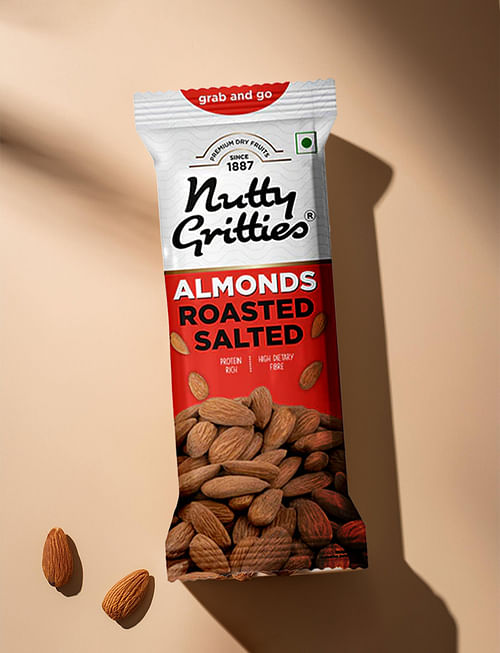 grab and go
PREMIUM DRY FRUITS
SINCE
1887
Nutty
Gritties®
ALMONDS
ROASTED
SALTED
PROTEIN
RICH
HIGH DIETARY
FIBRE